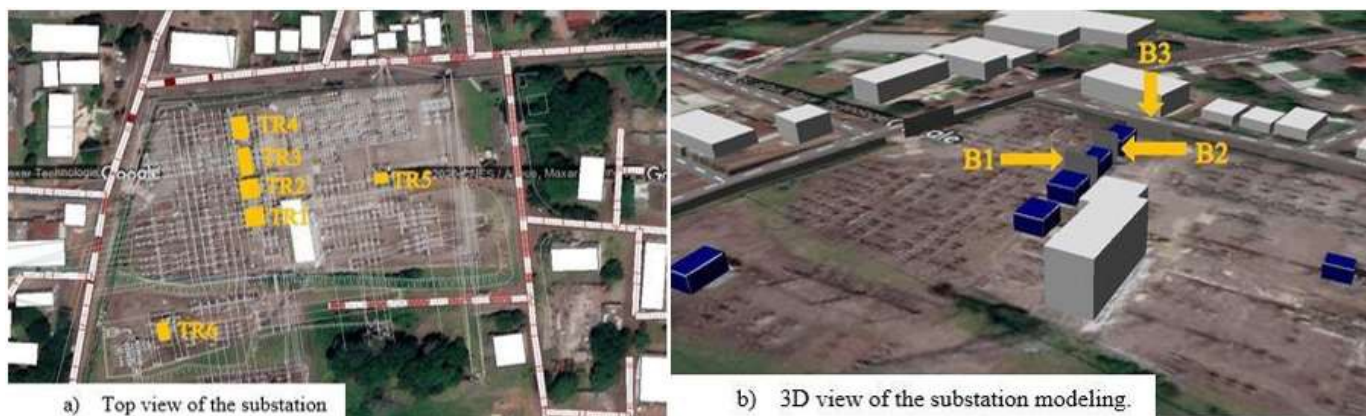 TR4
TR3
TR2
TR1
TR5
TR6
Google
a) Top view of the substation
B3
B1
B2
b) 3D view of the substation modeling.